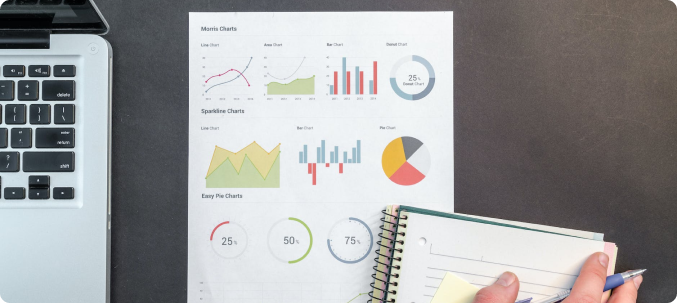 Morris Charts
Line Chart
Area Chart
Bar Chart
Donut Chart
25%
Donut Chart
Sparkline Charts
Line Chart
Bar Chart
Pie Chart
Easy Pie Charts
25%
50%
75%
delete
return
shift